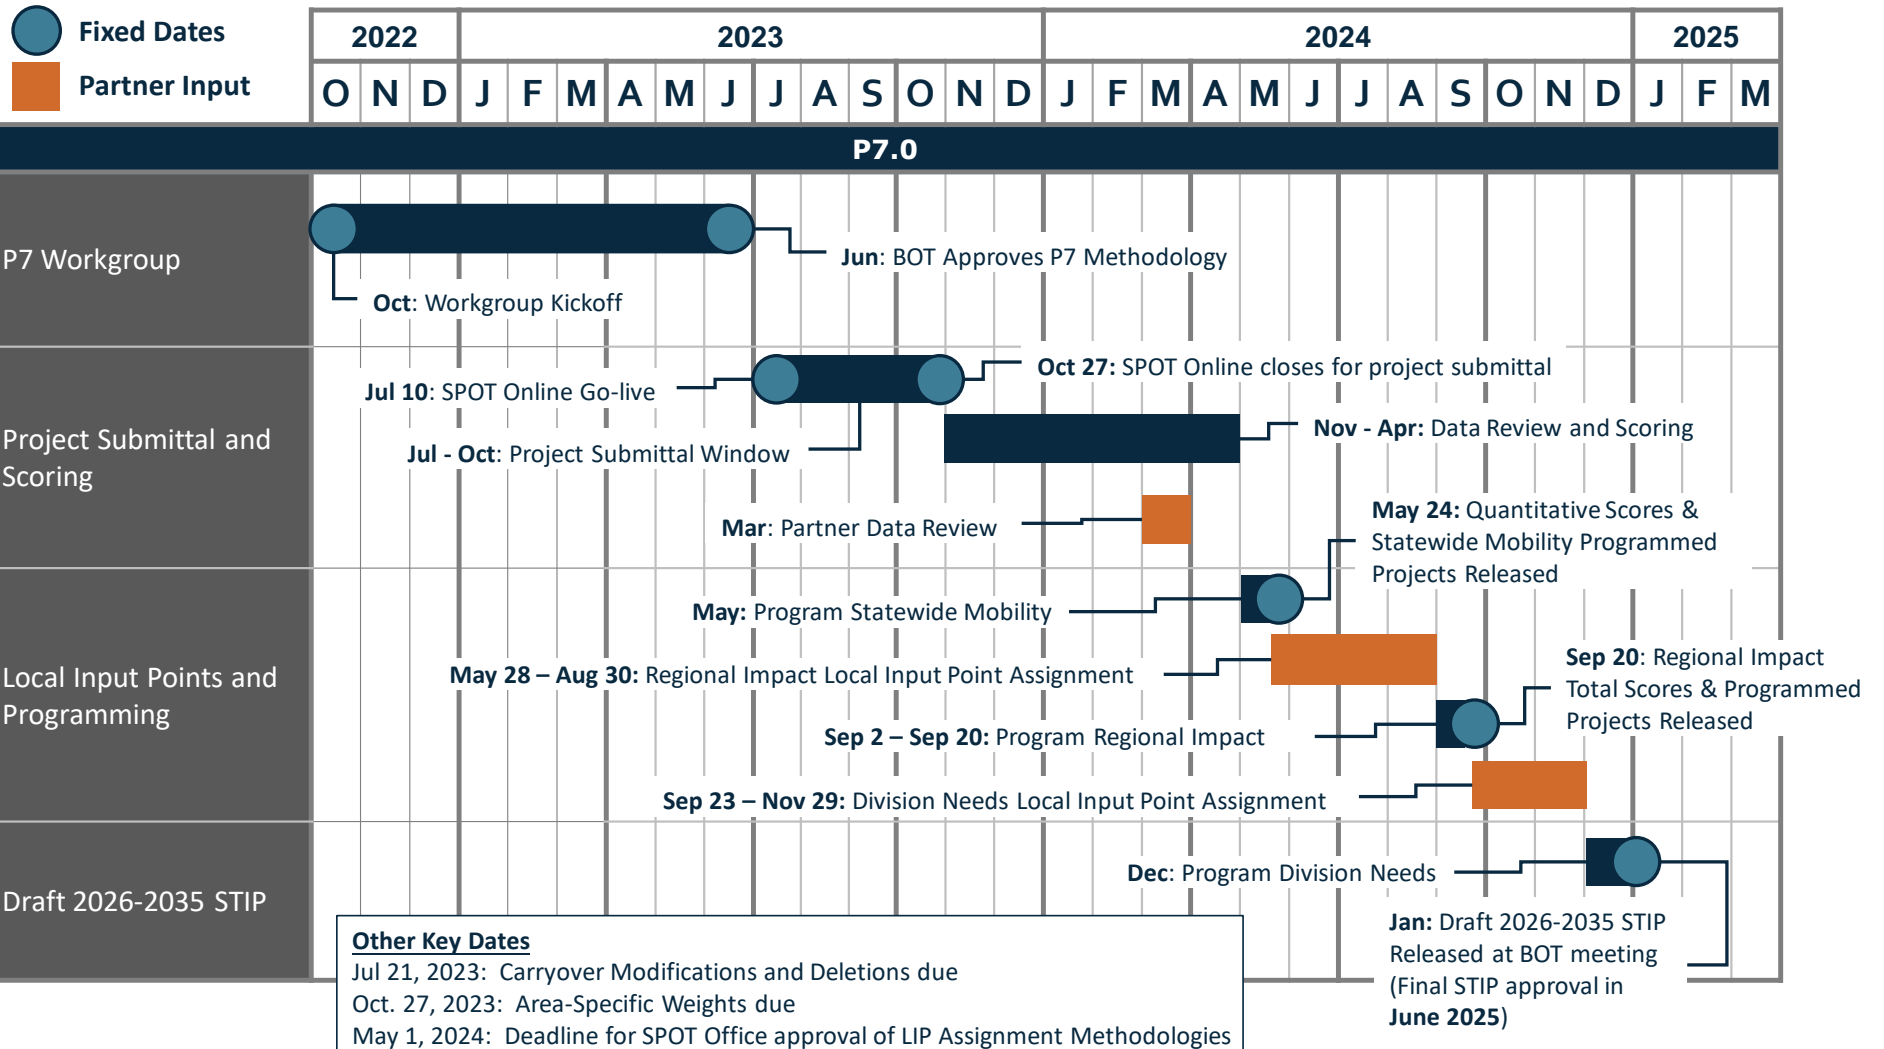 Fixed Dates
Partner Input
2022 2023 2024 2025
O N D J F M A M J J A S O N D J F M A M J J A S O N D J F M
P7.0
P7 Workgroup
Jun: BOT Approves P7 Methodology
Oct: Workgroup Kickoff
Project Submittal and
Scoring
Oct 27: SPOT Online closes for project submittal
Jul 10: SPOT Online Go-live
Nov - Apr: Data Review and Scoring
Jul - Oct: Project Submittal Window
Mar: Partner Data Review
May 24: Quantitative Scores &
Statewide Mobility Programmed
Projects Released
Local Input Points and
Programming
May: Program Statewide Mobility
May 28 – Aug 30: Regional Impact Local Input Point Assignment
Sep 20: Regional Impact
Total Scores & Programmed
Projects Released
Sep 2 – Sep 20: Program Regional Impact
Sep 23 – Nov 29: Division Needs Local Input Point Assignment
Draft 2026-2035 STIP
Dec: Program Division Needs
Jan: Draft 2026-2035 STIP
Released at BOT meeting
(Final STIP approval in
June 2025)
Other Key Dates
Jul 21, 2023: Carryover Modifications and Deletions due
Oct. 27, 2023: Area-Specific Weights due
May 1, 2024: Deadline for SPOT Office approval of LIP Assignment Methodologies